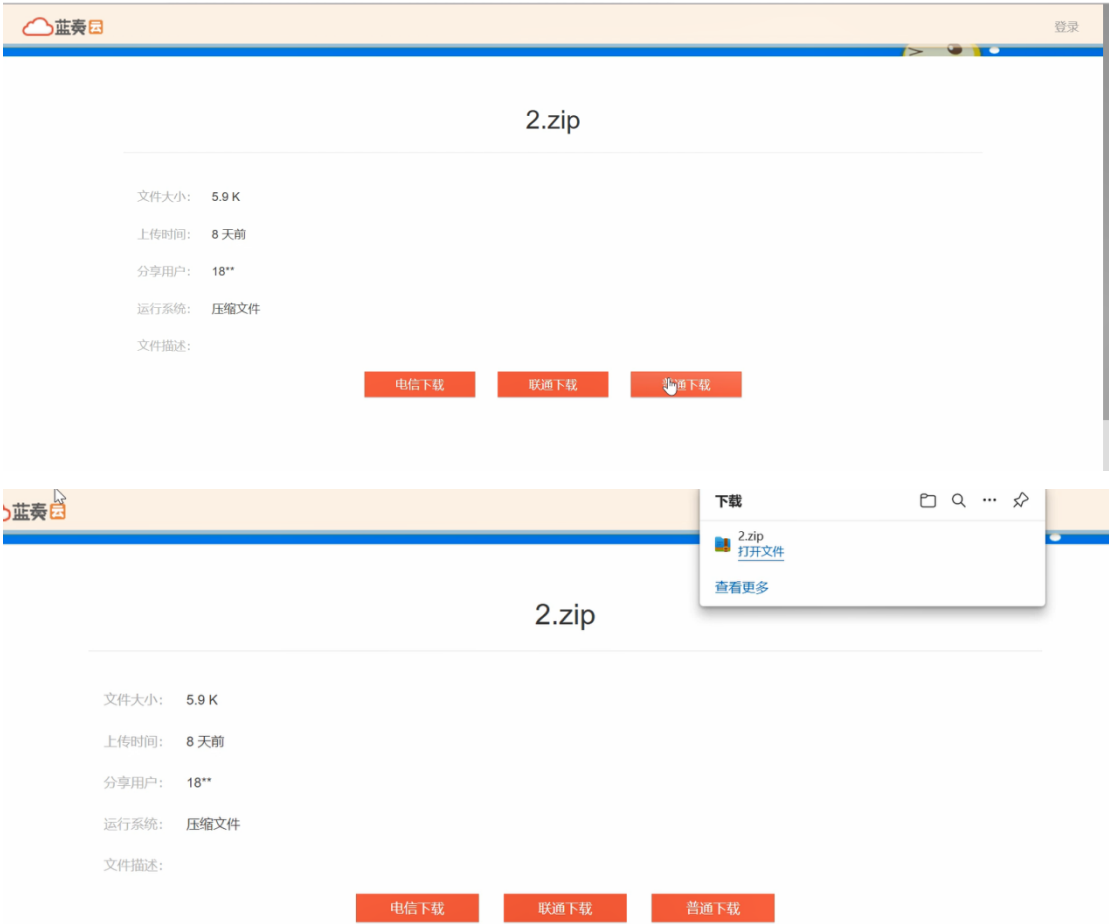 蓝奏云
登录
2.zip
文件大小： 5.9 K
上传时间： 8 天前
分享用户： 18**
运行系统： 压缩文件
文件描述：
电信下载 联通下载 通下载
蓝奏云
下载
2.zip
打开文件
查看更多
2.zip
文件大小： 5.9 K
上传时间： 8 天前
分享用户： 18**
运行系统： 压缩文件
文件描述：
电信下载 联通下载 普通下载